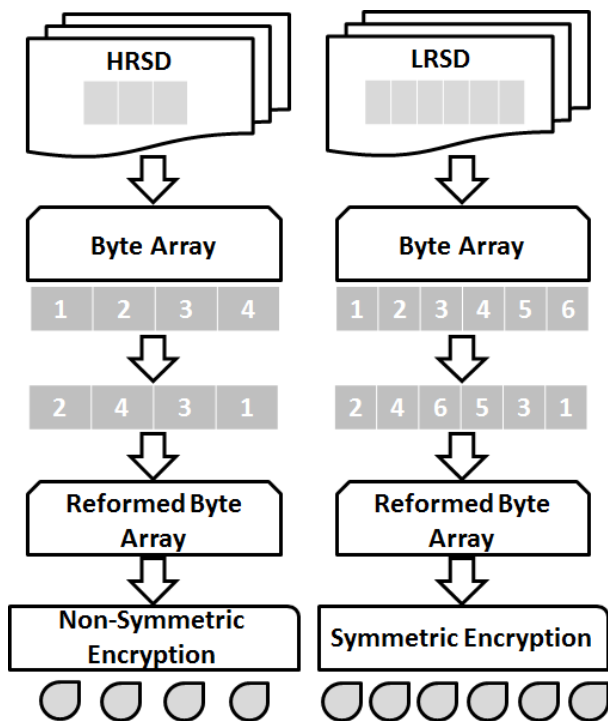 HRSD
LRSD
Byte Array
Byte Array
1 2 3 4
1 2 3 4 5 6
2 4 3 1
2 4 6 5 3 1
Reformed Byte
Array
Reformed Byte
Array
Non-Symmetric
Encryption
Symmetric Encryption